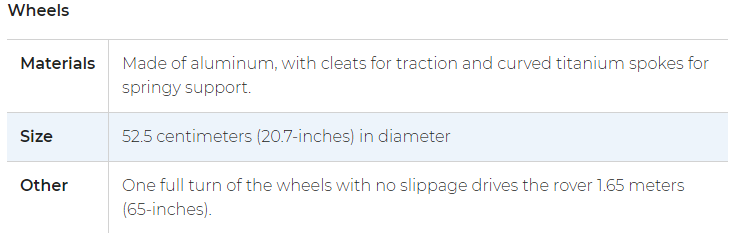 Wheels
Materials
Made of aluminum, with cleats for traction and curved titanium spokes for
springy support.
Size
52.5 centimeters (20.7-inches) in diameter
Other
One full turn of the wheels with no slippage drives the rover 1.65 meters
(65-inches).